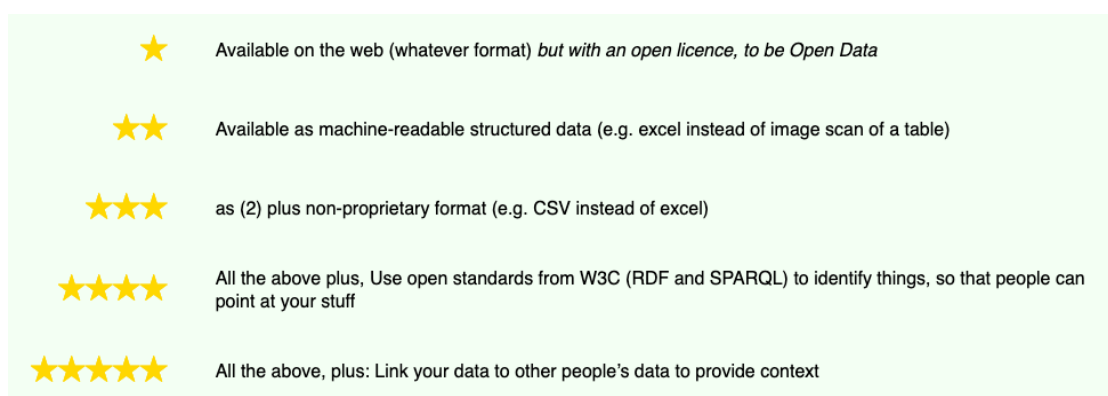 Available on the web (whatever format) but with an open licence, to be Open Data
Available as machine-readable structured data (e.g. excel instead of image scan of a table)
as (2) plus non-proprietary format (e.g. CSV instead of excel)
All the above plus, Use open standards from W3C (RDF and SPARQL) to identify things, so that people can
point at your stuff
All the above, plus: Link your data to other people’s data to provide context